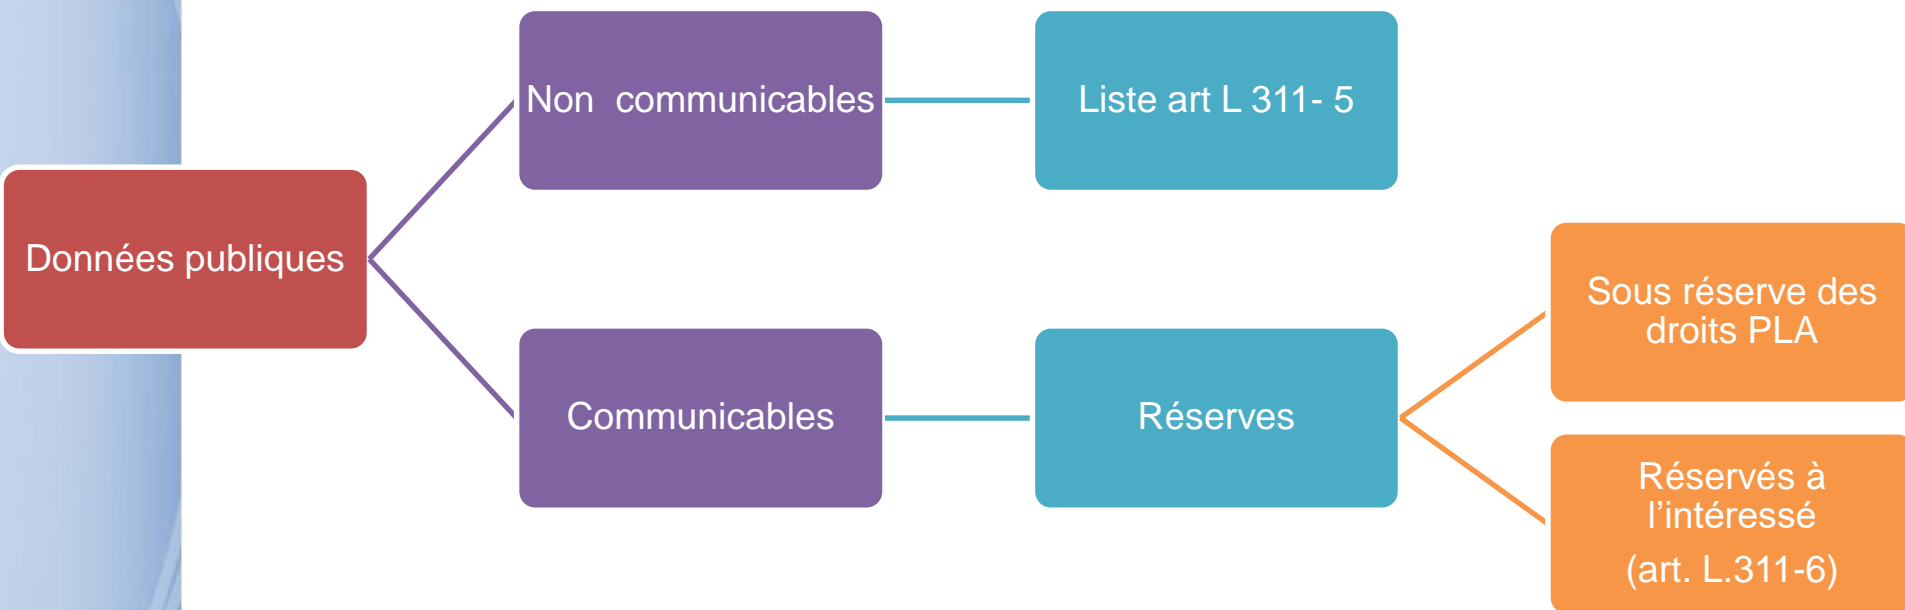 Données publiques
Non  communicables
Liste art L 311- 5
Communicables
Réserves
Sous réserve des
droits PLA
Réservés à
l’intéressé
(art. L.311-6)